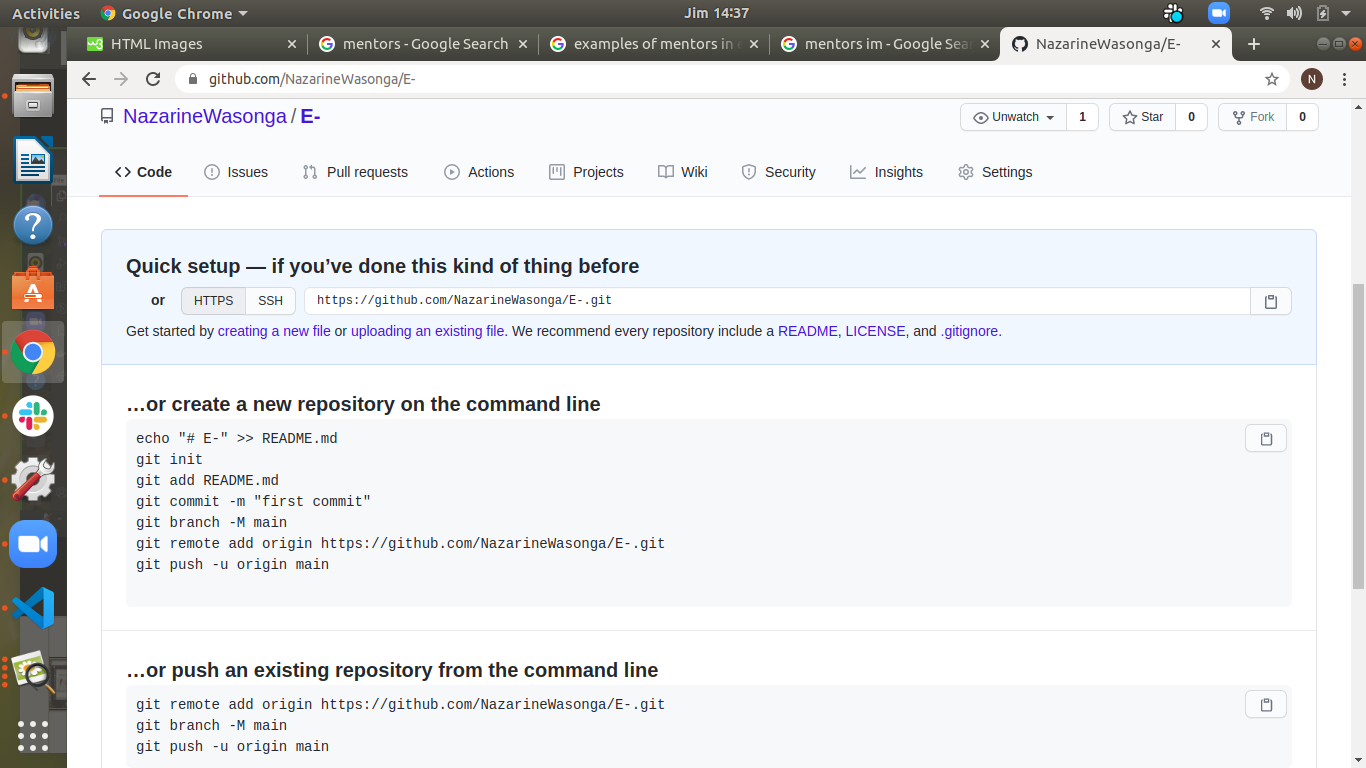 Activities Google Chrome Jim 14:37
HTML Images mentors - Google Search examples of mentors in mentors im - Google Sea NazarineWasonga/E-
github.com/NazarineWasonga/E- N
NazarineWasonga / E- Unwatch 1 Star 0 Fork 0
Code Issues Pull requests Actions Projects Wiki Security Insights Settings
Quick setup — if you’ve done this kind of thing before
or HTTPS SSH https://github.com/NazarineWasonga/E-.git
Get started by creating a new file or uploading an existing file. We recommend every repository include a README, LICENSE, and .gitignore.
…or create a new repository on the command line
echo "# E-" >> README.md
git init
git add README.md
git commit -m "first commit"
git branch -M main
git remote add origin https://github.com/NazarineWasonga/E-.git
git push -u origin main
…or push an existing repository from the command line
git remote add origin https://github.com/NazarineWasonga/E-.git
git branch -M main
git push -u origin main